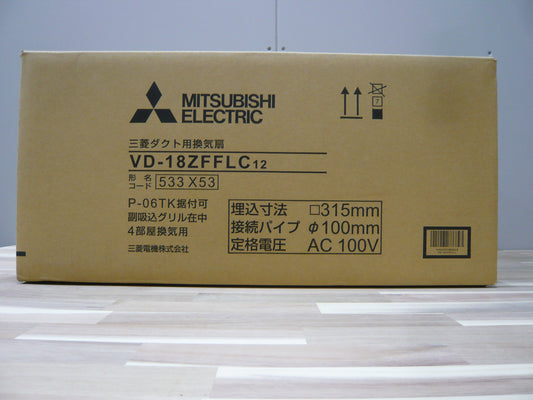 MITSUBISHI
ELECTRIC
7
三菱ダクト用換気扇
VD-18ZFFLC12
形名
コード 533X53
P-06TK据付可
副吸込グリル在中
4部屋換気用
三菱電機株式会社
埋込寸法 □315mm
接続パイプ φ100mm
定格電圧 AC 100V